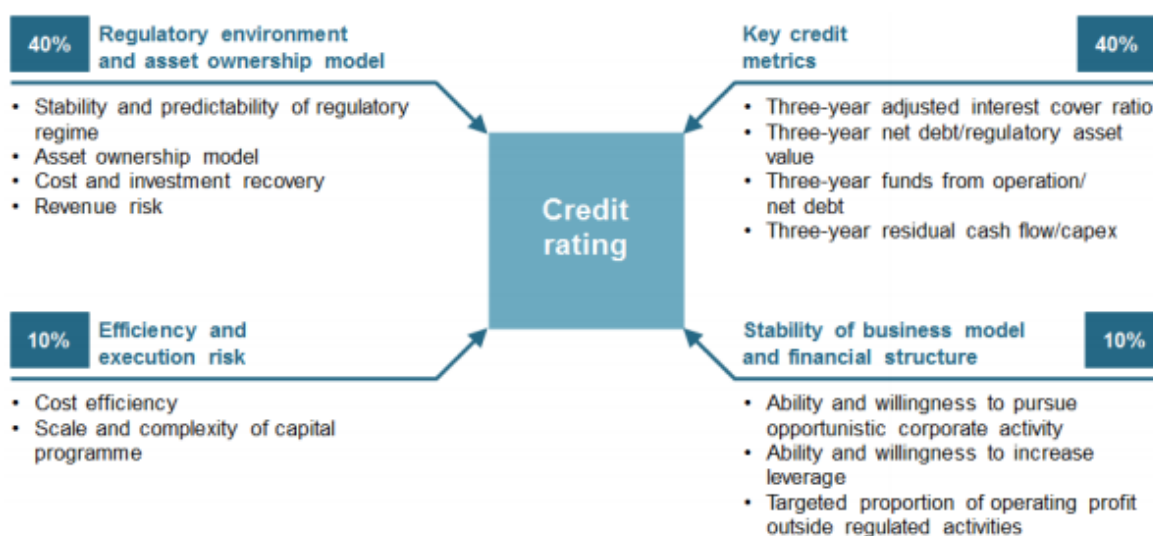 40%
Regulatory environment
and asset ownership model
• Stability and predictability of regulatory
regime
• Asset ownership model
• Cost and investment recovery
• Revenue risk
Key credit
metrics
40%
• Three-year adjusted interest cover ratio
• Three-year net debt/regulatory asset
value
• Three-year funds from operation/
net debt
• Three-year residual cash flow/capex
Credit
rating
10%
Efficiency and
execution risk
• Cost efficiency
• Scale and complexity of capital
programme
Stability of business model
and financial structure
10%
• Ability and willingness to pursue
opportunistic corporate activity
• Ability and willingness to increase
leverage
• Targeted proportion of operating profit
outside regulated activities